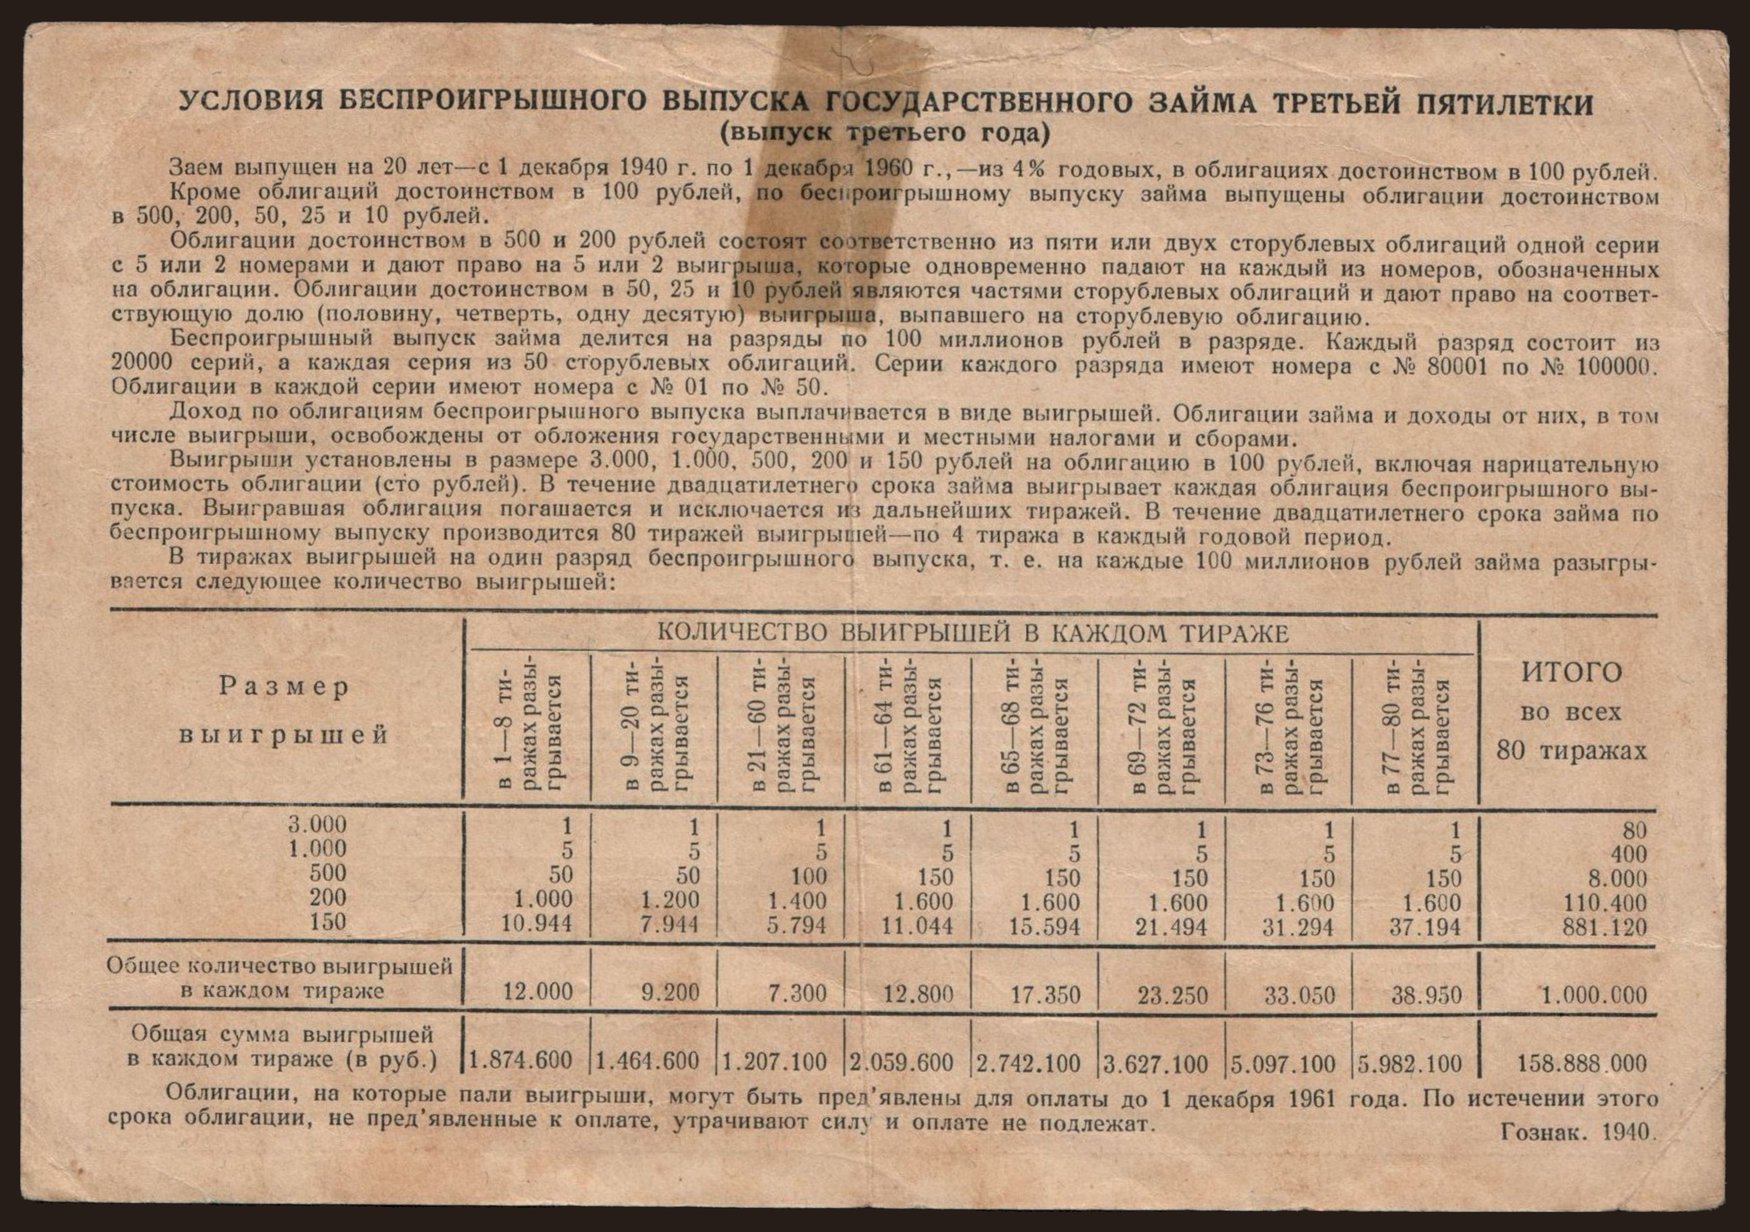 УСЛОВИЯ БЕСПРОИГРЫШНОГО ВЫПУСКА ГОСУДАРСТВЕННОГО ЗАЙМА ТРЕТЬЕЙ ПЯТИЛЕТКИ
(выпуск третьего года)
Заем выпущен на 20 лет—с 1 декабря 1940 г. по 1 декабря 1960 г.,—из 4% годовых, в облигациях достоинством в 100 рублей.
Кроме облигаций достоинством в 100 рублей, по беспроигрышному выпуску займа выпущены облигации достоинством
в 500, 200, 50, 25 и 10 рублей.
Облигации достоинством в 500 и 200 рублей состоят соответственно из пяти или двух сторублевых облигаций одной серии
с 5 или 2 номерами и дают право на 5 или 2 выигрыша, которые одновременно падают на каждый из номеров, обозначенных
на облигации. Облигации достоинством в 50, 25 и 10 рублей являются частями сторублевых облигаций и дают право на соответ-
ствующую долю (половину, четверть, одну десятую) выигрыша, выпавшего на сторублевую облигацию.
Беспроигрышный выпуск займа делится на разряды по 100 миллионов рублей в разряде. Каждый разряд состоит из
20000 серий, а каждая серия из 50 сторублевых облигаций. Серии каждого разряда имеют номера с № 80001 по № 100000.
Облигации в каждой серии имеют номера с № 01 по № 50.
Доход по облигациям беспроигрышного выпуска выплачивается в виде выигрышей. Облигации займа и доходы от них, в том
числе выигрыши, освобождены от обложения государственными и местными налогами и сборами.
Выигрыши установлены в размере 3.000, 1.000, 500, 200 и 150 рублей на облигацию в 100 рублей, включая нарицательную
стоимость облигации (сто рублей). В течение двадцатилетнего срока займа выигрывает каждая облигация беспроигрышного вы-
пуска. Выигравшая облигация погашается и исключается из дальнейших тиражей. В течение двадцатилетнего срока займа по
беспроигрышному выпуску производится 80 тиражей выигрышей—по 4 тиража в каждый годовой период.
В тиражах выигрышей на один разряд беспроигрышного выпуска, т. е. на каждые 100 миллионов рублей займа разыгры-
вается следующее количество выигрышей:
Размер
выигрышей
КОЛИЧЕСТВО ВЫИГРЫШЕЙ В КАЖДОМ ТИРАЖЕ
в 1—8 ти-
ражах разы-
грывается
в 9—20 ти-
ражах разы-
грывается
в 21—60 ти-
ражах разы-
грывается
в 61—64 ти-
ражах разы-
грывается
в 65—68 ти-
ражах разы-
грывается
в 69—72 ти-
ражах разы-
грывается
в 73—76 ти-
ражах разы-
грывается
в 77—80 ти-
ражах разы-
грывается
ИТОГО
во всех
80 тиражах
3.000 1 1 1 1 1 1 1 1 80
1.000 5 5 5 5 5 5 5 5 400
500 50 50 100 150 150 150 150 150 8.000
200 1.000 1.200 1.400 1.600 1.600 1.600 1.600 1.600 110.400
150 10.944 7.944 5.794 11.044 15.594 21.494 31.294 37.194 881.120
Общее количество выигрышей
в каждом тираже 12.000 9.200 7.300 12.800 17.350 23.250 33.050 38.950 1.000.000
Общая сумма выигрышей
в каждом тираже (в руб.) 1.874.600 1.464.600 1.207.100 2.059.600 2.742.100 3.627.100 5.097.100 5.982.100 158.888.000
Облигации, на которые пали выигрыши, могут быть пред'явлены для оплаты до 1 декабря 1961 года. По истечении этого
срока облигации, не пред'явленные к оплате, утрачивают силу и оплате не подлежат.
Гознак. 1940.